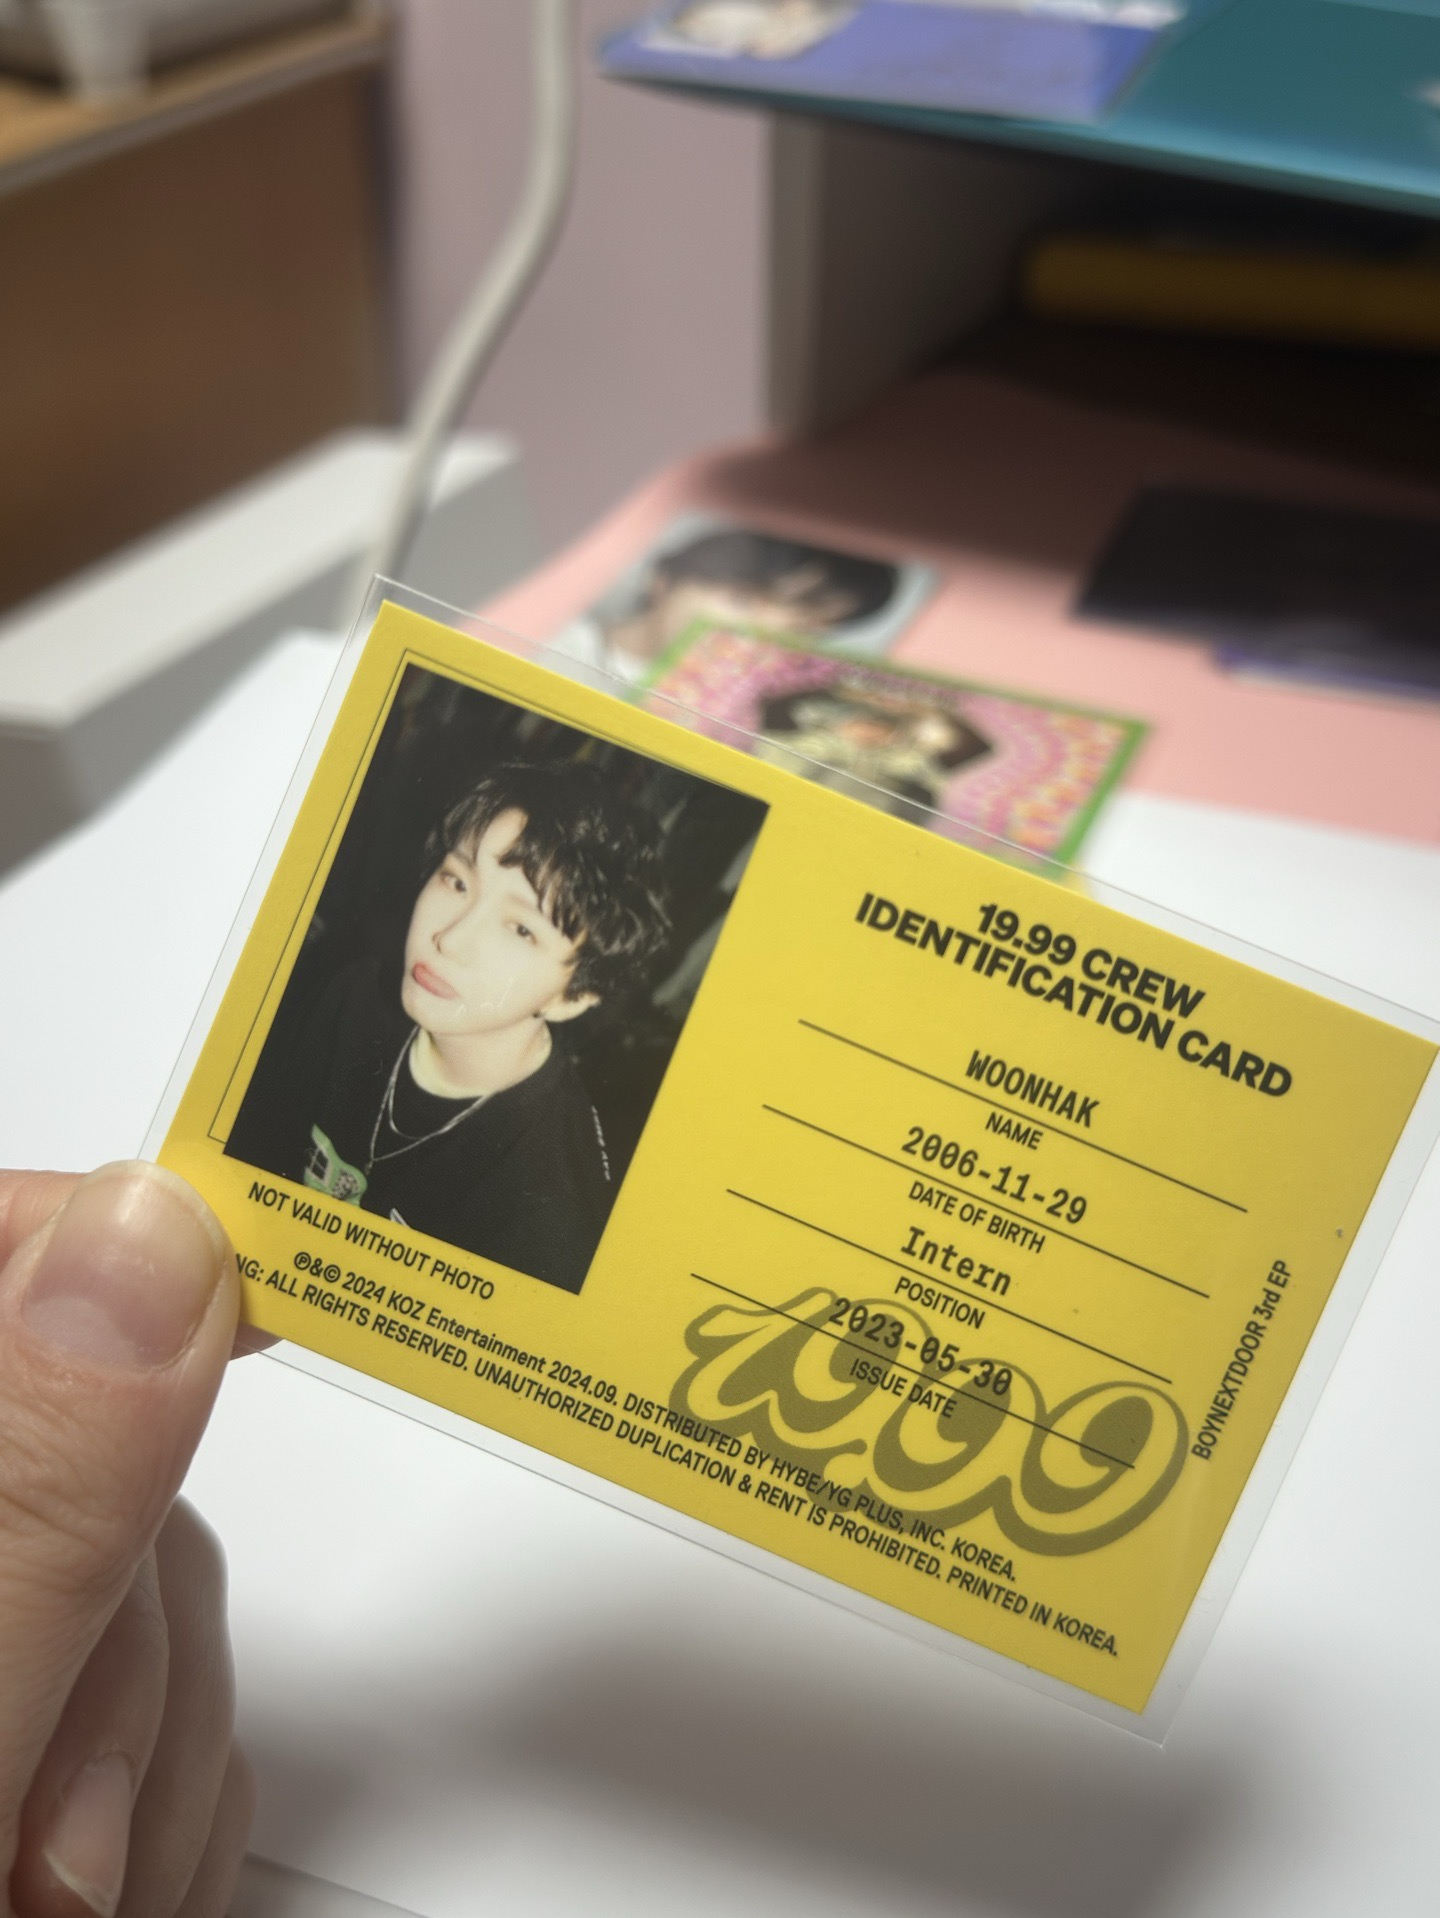 19.99 CREW
IDENTIFICATION CARD
WOONHAK
NAME
2006-11-29
DATE OF BIRTH
Intern
POSITION
2023-05-30
ISSUE DATE
1999
BOYNEXTDOOR 3rd EP
NOT VALID WITHOUT PHOTO
℗&© 2024 KOZ Entertainment 2024.09. DISTRIBUTED BY HYBE/YG PLUS, INC. KOREA.
NG: ALL RIGHTS RESERVED. UNAUTHORIZED DUPLICATION & RENT IS PROHIBITED. PRINTED IN KOREA.